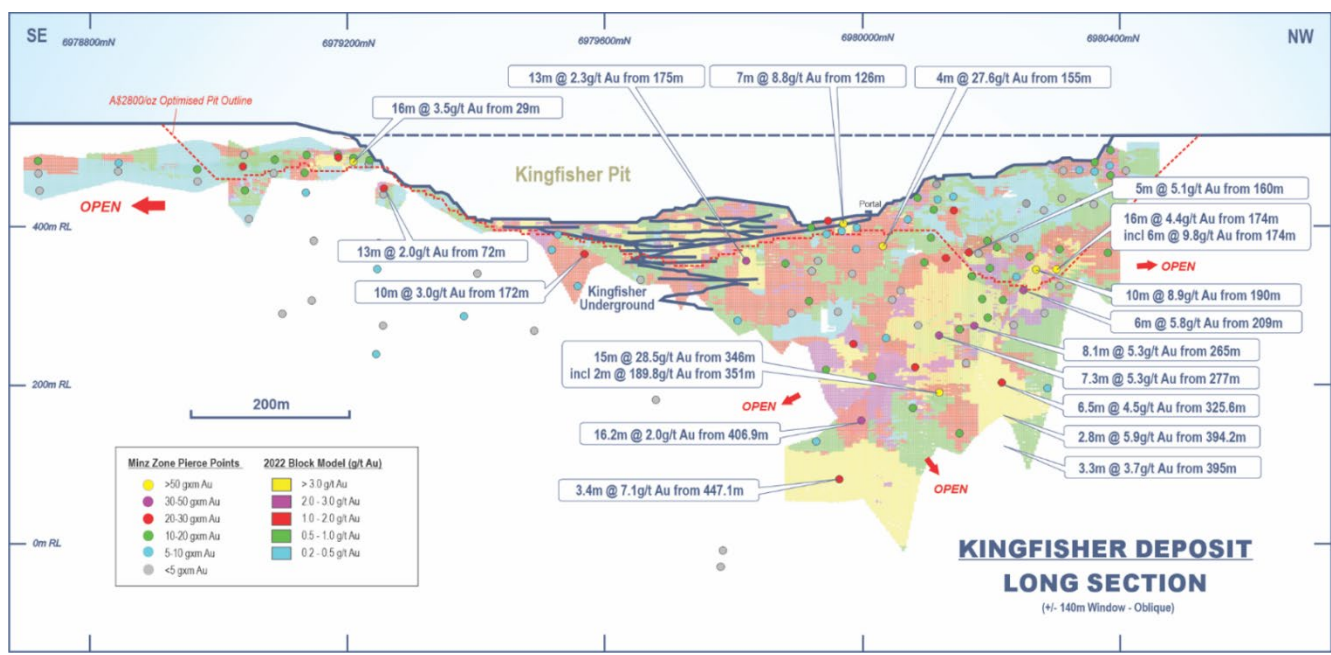 SE
6978800mN
6979200mN
6979600mN
6980000mN
6980400mN
NW
13m @ 2.3g/t Au from 175m
7m @ 8.8g/t Au from 126m
4m @ 27.6g/t Au from 155m
A$2800/oz Optimised Pit Outline
16m @ 3.5g/t Au from 29m
Kingfisher Pit
Portal
5m @ 5.1g/t Au from 160m
16m @ 4.4g/t Au from 174m
incl 6m @ 9.8g/t Au from 174m
OPEN
400m RL
13m @ 2.0g/t Au from 72m
OPEN
10m @ 3.0g/t Au from 172m
Kingfisher
Underground
10m @ 8.9g/t Au from 190m
6m @ 5.8g/t Au from 209m
8.1m @ 5.3g/t Au from 265m
15m @ 28.5g/t Au from 346m
incl 2m @ 189.8g/t Au from 351m
7.3m @ 5.3g/t Au from 277m
200m RL
200m
OPEN
6.5m @ 4.5g/t Au from 325.6m
16.2m @ 2.0g/t Au from 406.9m
2.8m @ 5.9g/t Au from 394.2m
3.3m @ 3.7g/t Au from 395m
OPEN
3.4m @ 7.1g/t Au from 447.1m
Minz Zone Pierce Points
>50 gxm Au
30-50 gxm Au
20-30 gxm Au
10-20 gxm Au
5-10 gxm Au
<5 gxm Au
2022 Block Model (g/t Au)
> 3.0 g/t Au
2.0 - 3.0 g/t Au
1.0 - 2.0 g/t Au
0.5 - 1.0 g/t Au
0.2 - 0.5 g/t Au
0m RL
KINGFISHER DEPOSIT
LONG SECTION
(+/- 140m Window - Oblique)